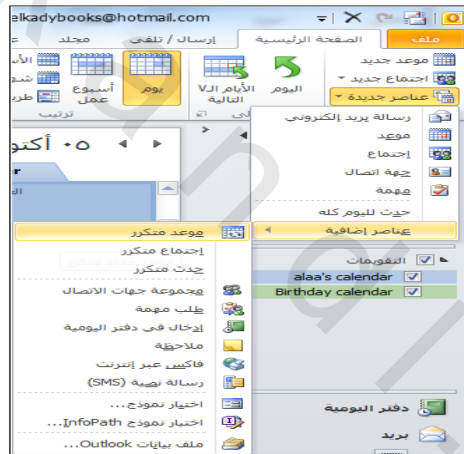 elkadybooks@hotmail.com
ملف
الصفحة الرئيسية
إرسال / تلقي
مجلد
موعد جديد
اجتماع جديد
عناصر جديدة
اليوم
الأيام الـ7
التالية
يوم
أسبوع
عمل
ترتيب
رسالة بريد إلكتروني
موعد
إجتماع
جهة اتصال
مهمة
حدث لليوم كله
عناصر إضافية
موعد متكرر
إجتماع متكرر
حدث متكرر
مجموعة جهات الاتصال
طلب مهمة
إدخال في دفتر اليومية
ملاحظة
فاكس عبر إنترنت
رسالة نصية (SMS)
اختيار نموذج...
اختيار نموذج InfoPath...
ملف بيانات Outlook...
التقويمات
alaa's calendar
Birthday calendar
دفتر اليومية
بريد